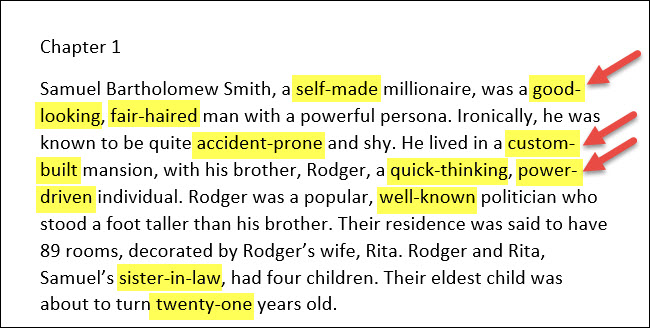 Chapter 1
Samuel Bartholomew Smith, a self-made millionaire, was a good-
looking, fair-haired man with a powerful persona. Ironically, he was
known to be quite accident-prone and shy. He lived in a custom-
built mansion, with his brother, Rodger, a quick-thinking, power-
driven individual. Rodger was a popular, well-known politician who
stood a foot taller than his brother. Their residence was said to have
89 rooms, decorated by Rodger’s wife, Rita. Rodger and Rita,
Samuel’s sister-in-law, had four children. Their eldest child was
about to turn twenty-one years old.